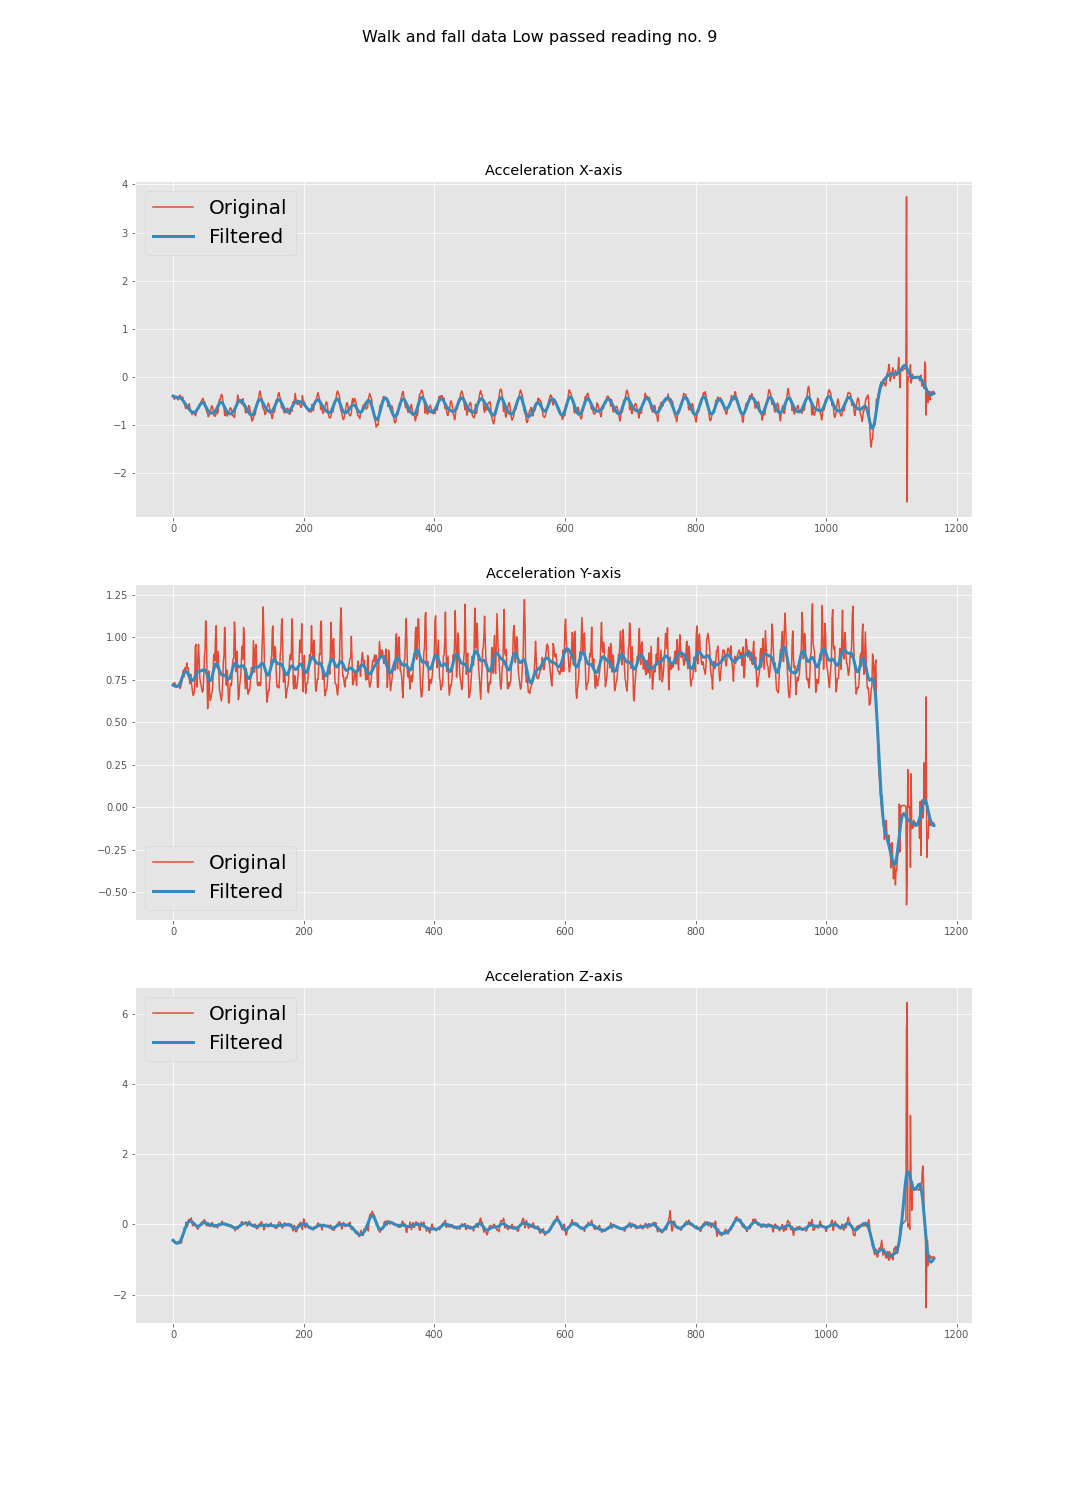 Walk and fall data Low passed reading no. 9
Acceleration X-axis
4
3
2
1
0
−1
−2
Original
Filtered
0 200 400 600 800 1000 1200
Acceleration Y-axis
1.25
1.00
0.75
0.50
0.25
0.00
−0.25
−0.50
Original
Filtered
0 200 400 600 800 1000 1200
Acceleration Z-axis
6
4
2
0
−2
Original
Filtered
0 200 400 600 800 1000 1200